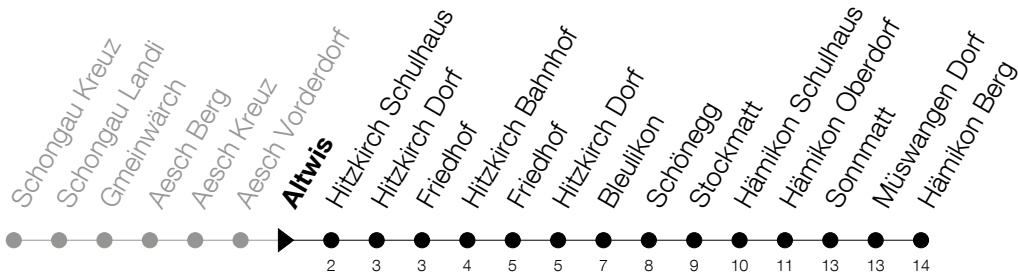 Schongau Kreuz
Schongau Landi
Gmeinwärch
Aesch Berg
Aesch Kreuz
Aesch Vorderdorf
Altwis
Hitzkirch Schulhaus
Hitzkirch Dorf
Friedhof
Hitzkirch Bahnhof
Friedhof
Hitzkirch Dorf
Bleulikon
Schönegg
Stockmatt
Hämikon Schulhaus
Hämikon Oberdorf
Sonnmatt
Müswangen Dorf
Hämikon Berg
2 3 3 4 5 5 7 8 9 10 11 13 13 14